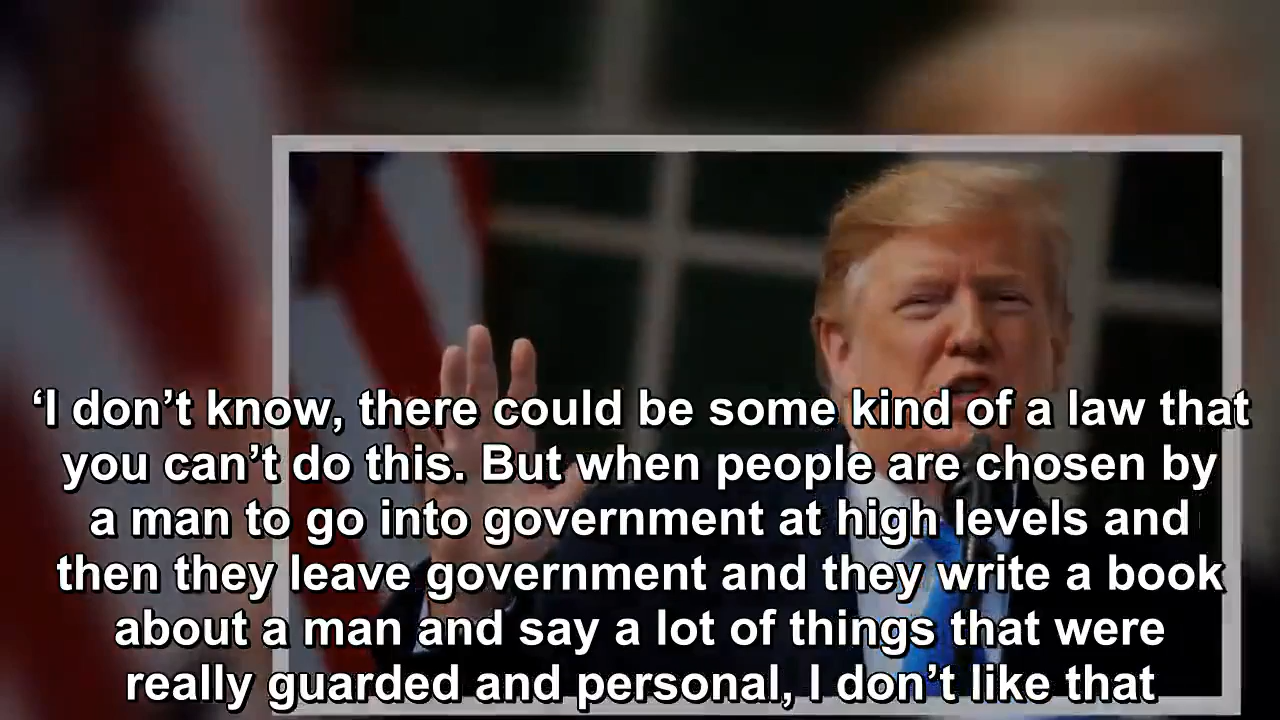 ‘I don’t know, there could be some kind of a law that
you can’t do this. But when people are chosen by
a man to go into government at high levels and
then they leave government and they write a book
about a man and say a lot of things that were
really guarded and personal, I don’t like that